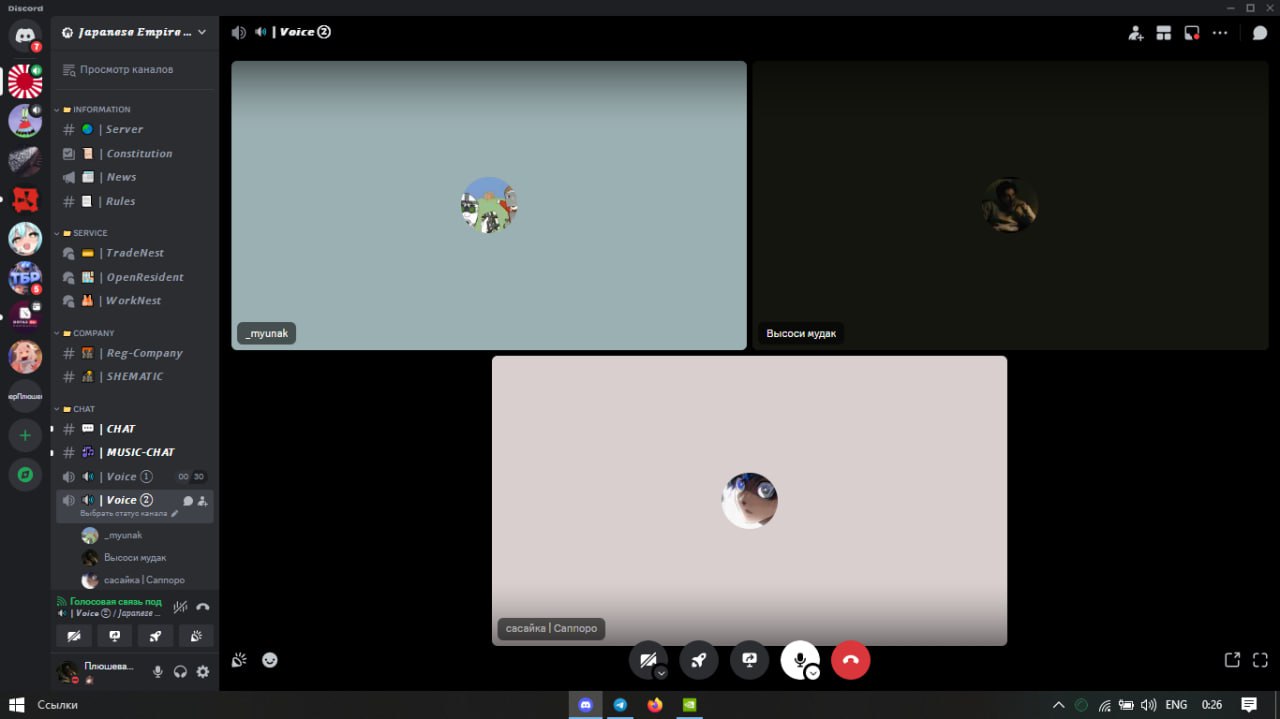 Discord
Japanese Empire ...
Просмотр каналов
INFORMATION
| Server
| Constitution
| News
| Rules
SERVICE
| TradeNest
| OpenResident
| WorkNest
COMPANY
| Reg-Company
| SHEMATIC
CHAT
| CHAT
| MUSIC-CHAT
| Voice ①
00 30
| Voice ②
Выбрать статус канала
_myunak
Высоси мудак
сасайка | Саппоро
Голосовая связь под
| Voice ② / Japanese ...
Плюшева...
7
ТБР
5
| Voice ②
_myunak
Высоси мудак
сасайка | Саппоро
Ссылки
ENG
0:26